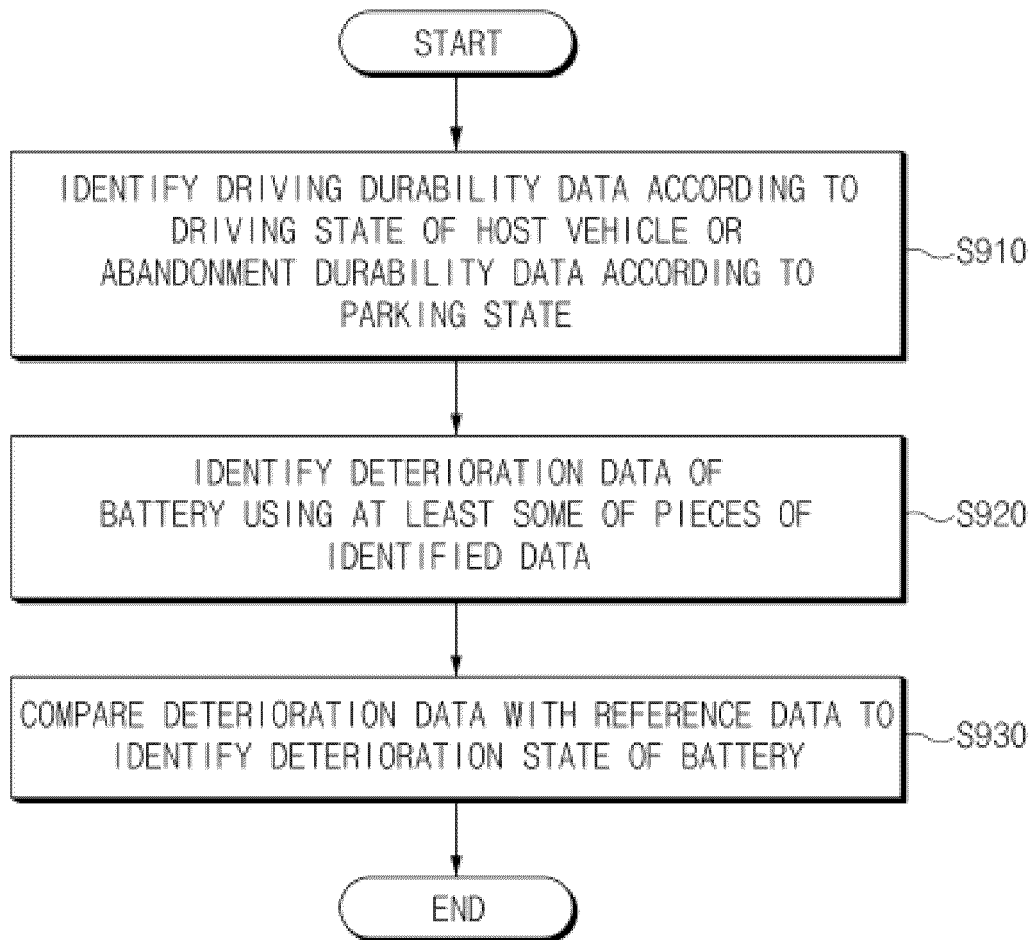 START
IDENTIFY DRIVING DURABILITY DATA ACCORDING TO
DRIVING STATE OF HOST VEHICLE OR
ABANDONMENT DURABILITY DATA ACCORDING TO
PARKING STATE
S910
IDENTIFY DETERIORATION DATA OF
BATTERY USING AT LEAST SOME OF PIECES OF
IDENTIFIED DATA
S920
COMPARE DETERIORATION DATA WITH REFERENCE DATA TO
IDENTIFY DETERIORATION STATE OF BATTERY
S930
END